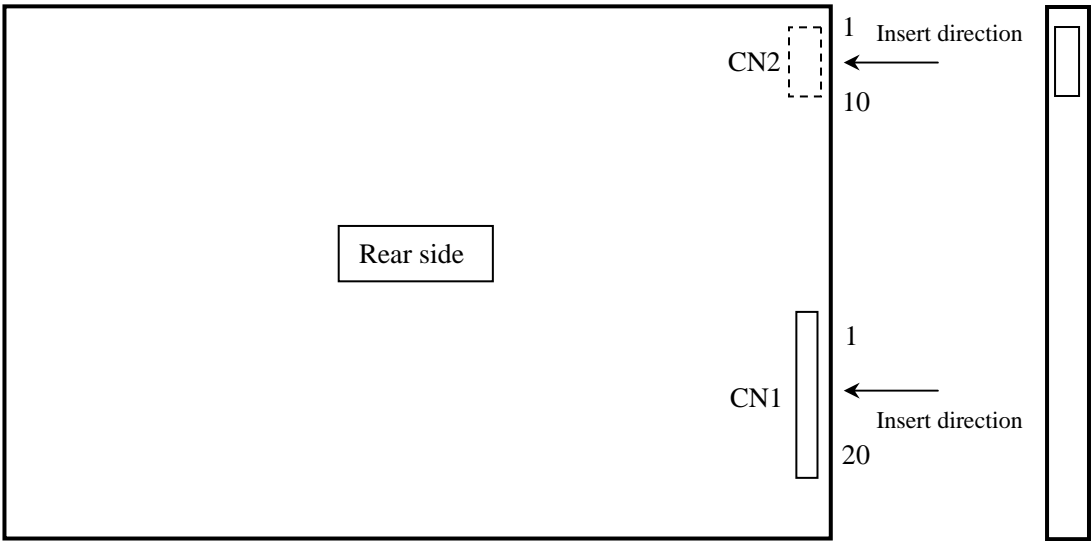 1
Insert direction
CN2
10
Rear side
1
CN1
Insert direction
20